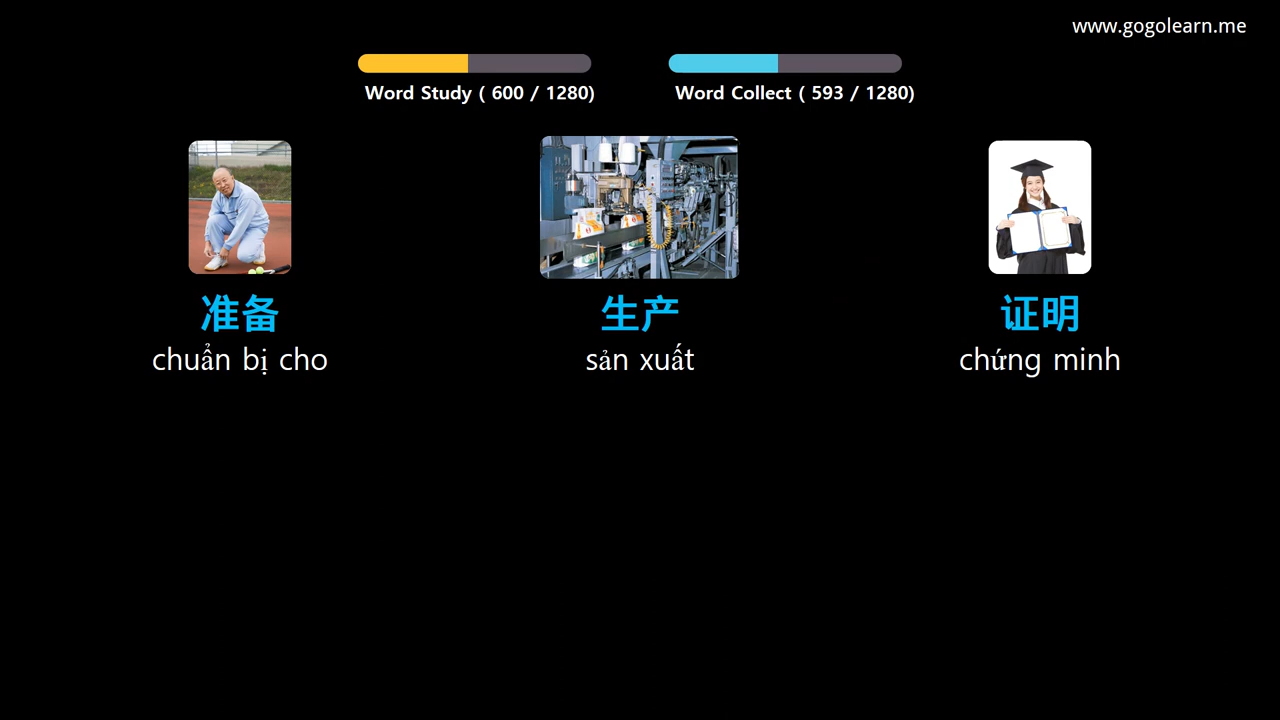 www.gogolearn.me
Word Study ( 600 / 1280)
Word Collect ( 593 / 1280)
准备
生产
证明
chuẩn bị cho
sản xuất
chứng minh